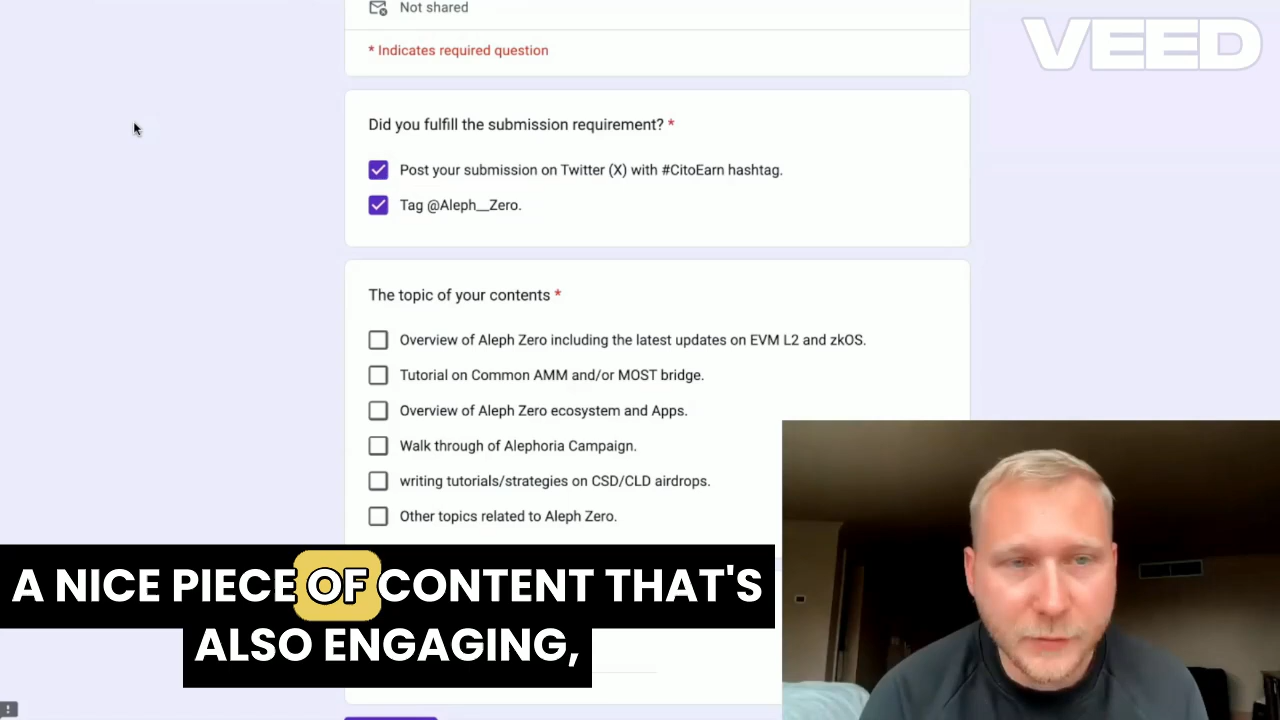 Not shared
VEED
* Indicates required question
Did you fulfill the submission requirement? *
Post your submission on Twitter (X) with #CitoEarn hashtag.
Tag @Aleph__Zero.
The topic of your contents *
Overview of Aleph Zero including the latest updates on EVM L2 and zkOS.
Tutorial on Common AMM and/or MOST bridge.
Overview of Aleph Zero ecosystem and Apps.
Walk through of Alephoria Campaign.
writing tutorials/strategies on CSD/CLD airdrops.
Other topics related to Aleph Zero.
A NICE PIECE OF CONTENT THAT'S
ALSO ENGAGING,